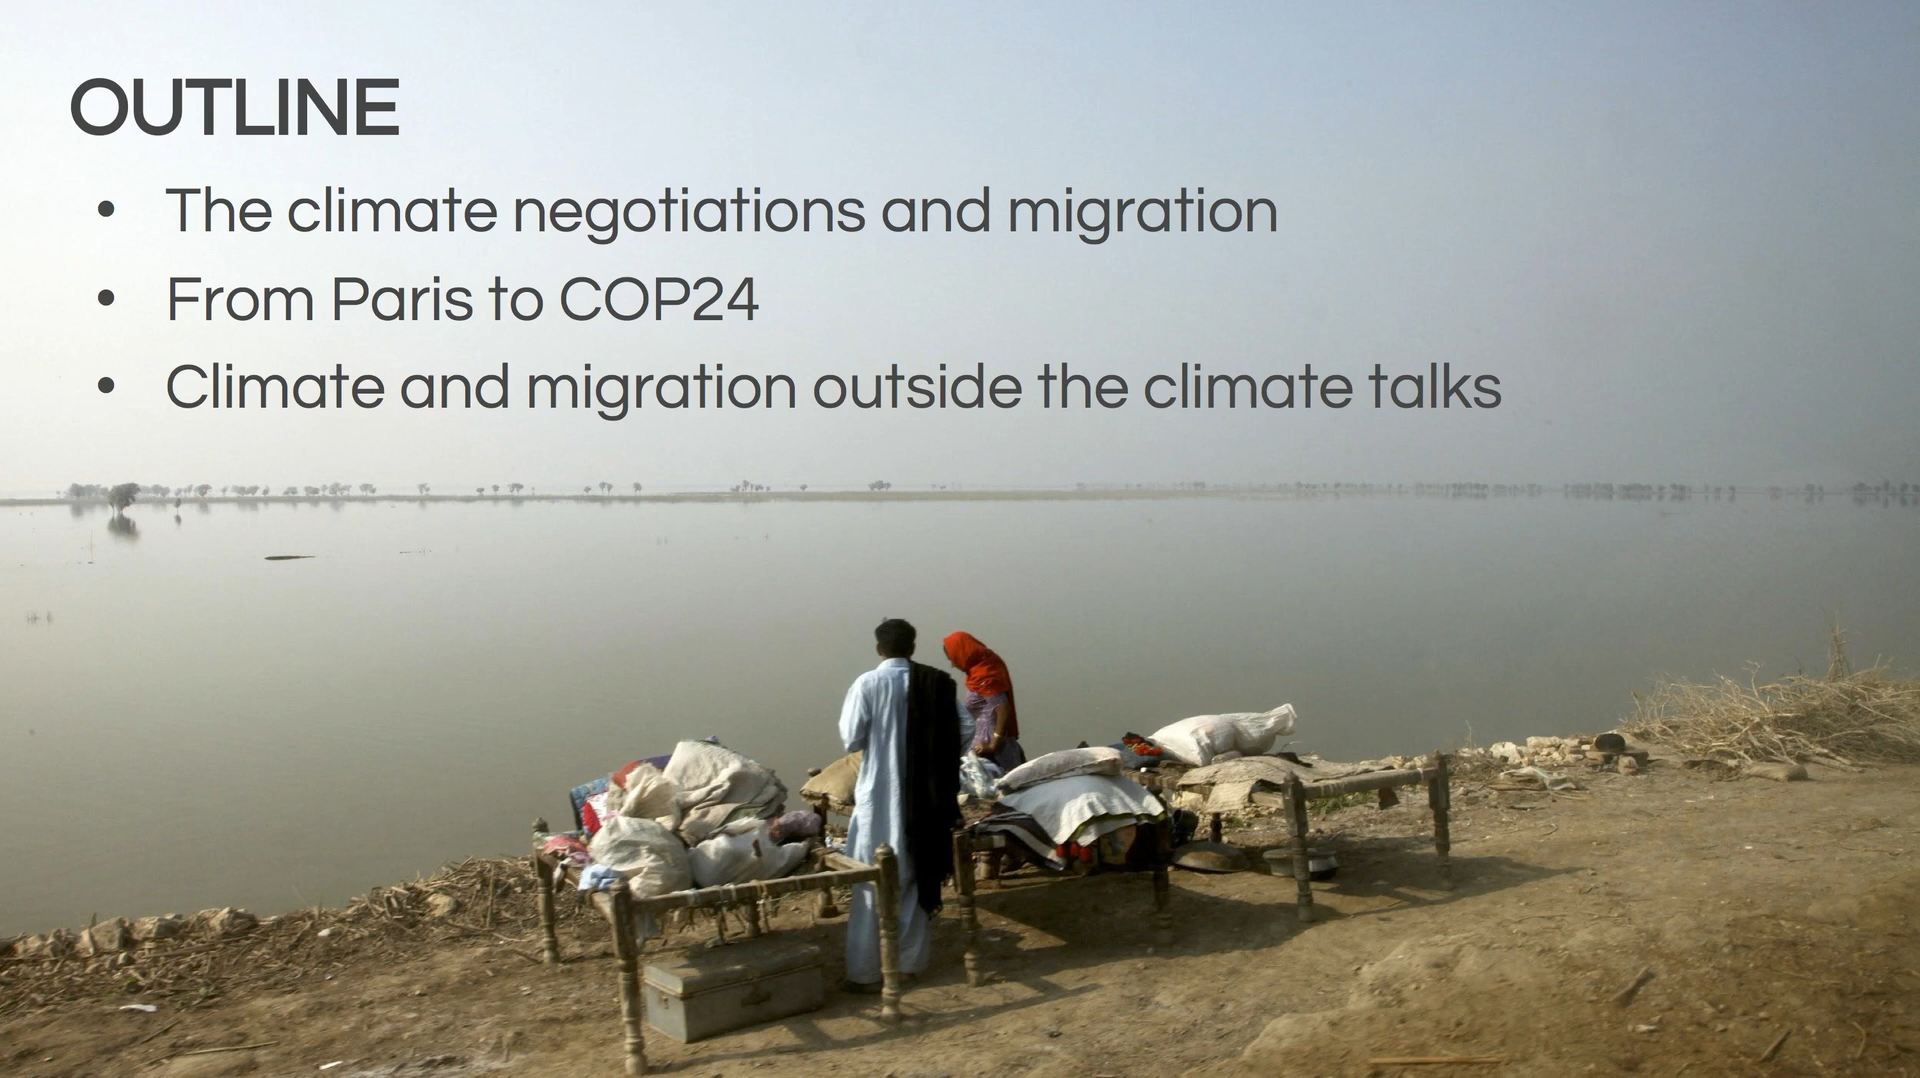 OUTLINE
• The climate negotiations and migration
• From Paris to COP24
• Climate and migration outside the climate talks